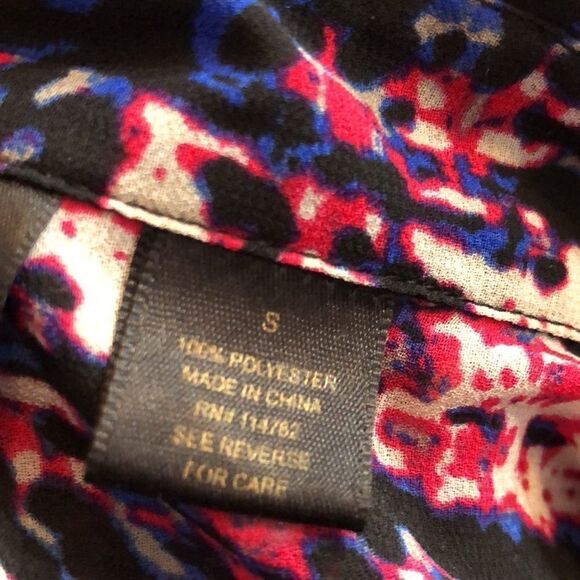 S
100% POLYESTER
MADE IN CHINA
RN# 114762
SEE REVERSE
FOR CARE